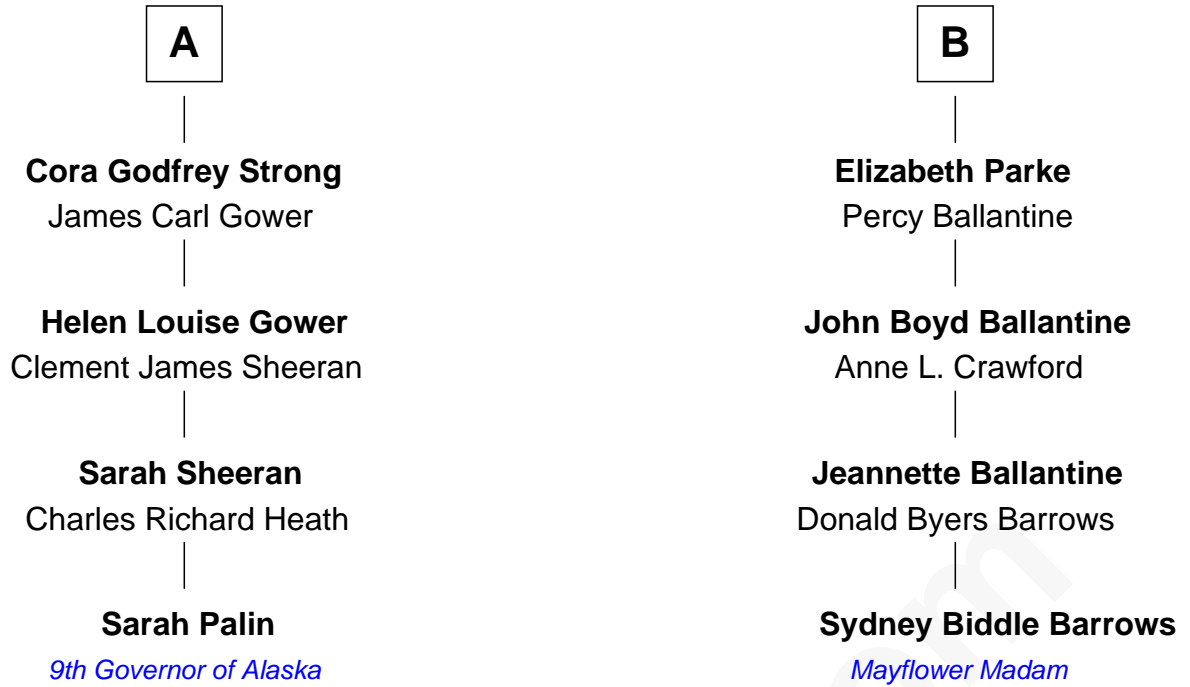 A
B
Cora Godfrey Strong
James Carl Gower
Elizabeth Parke
Percy Ballantine
Helen Louise Gower
Clement James Sheeran
John Boyd Ballantine
Anne L. Crawford
Sarah Sheeran
Charles Richard Heath
Jeannette Ballantine
Donald Byers Barrows
Sarah Palin
9th Governor of Alaska
Sydney Biddle Barrows
Mayflower Madam